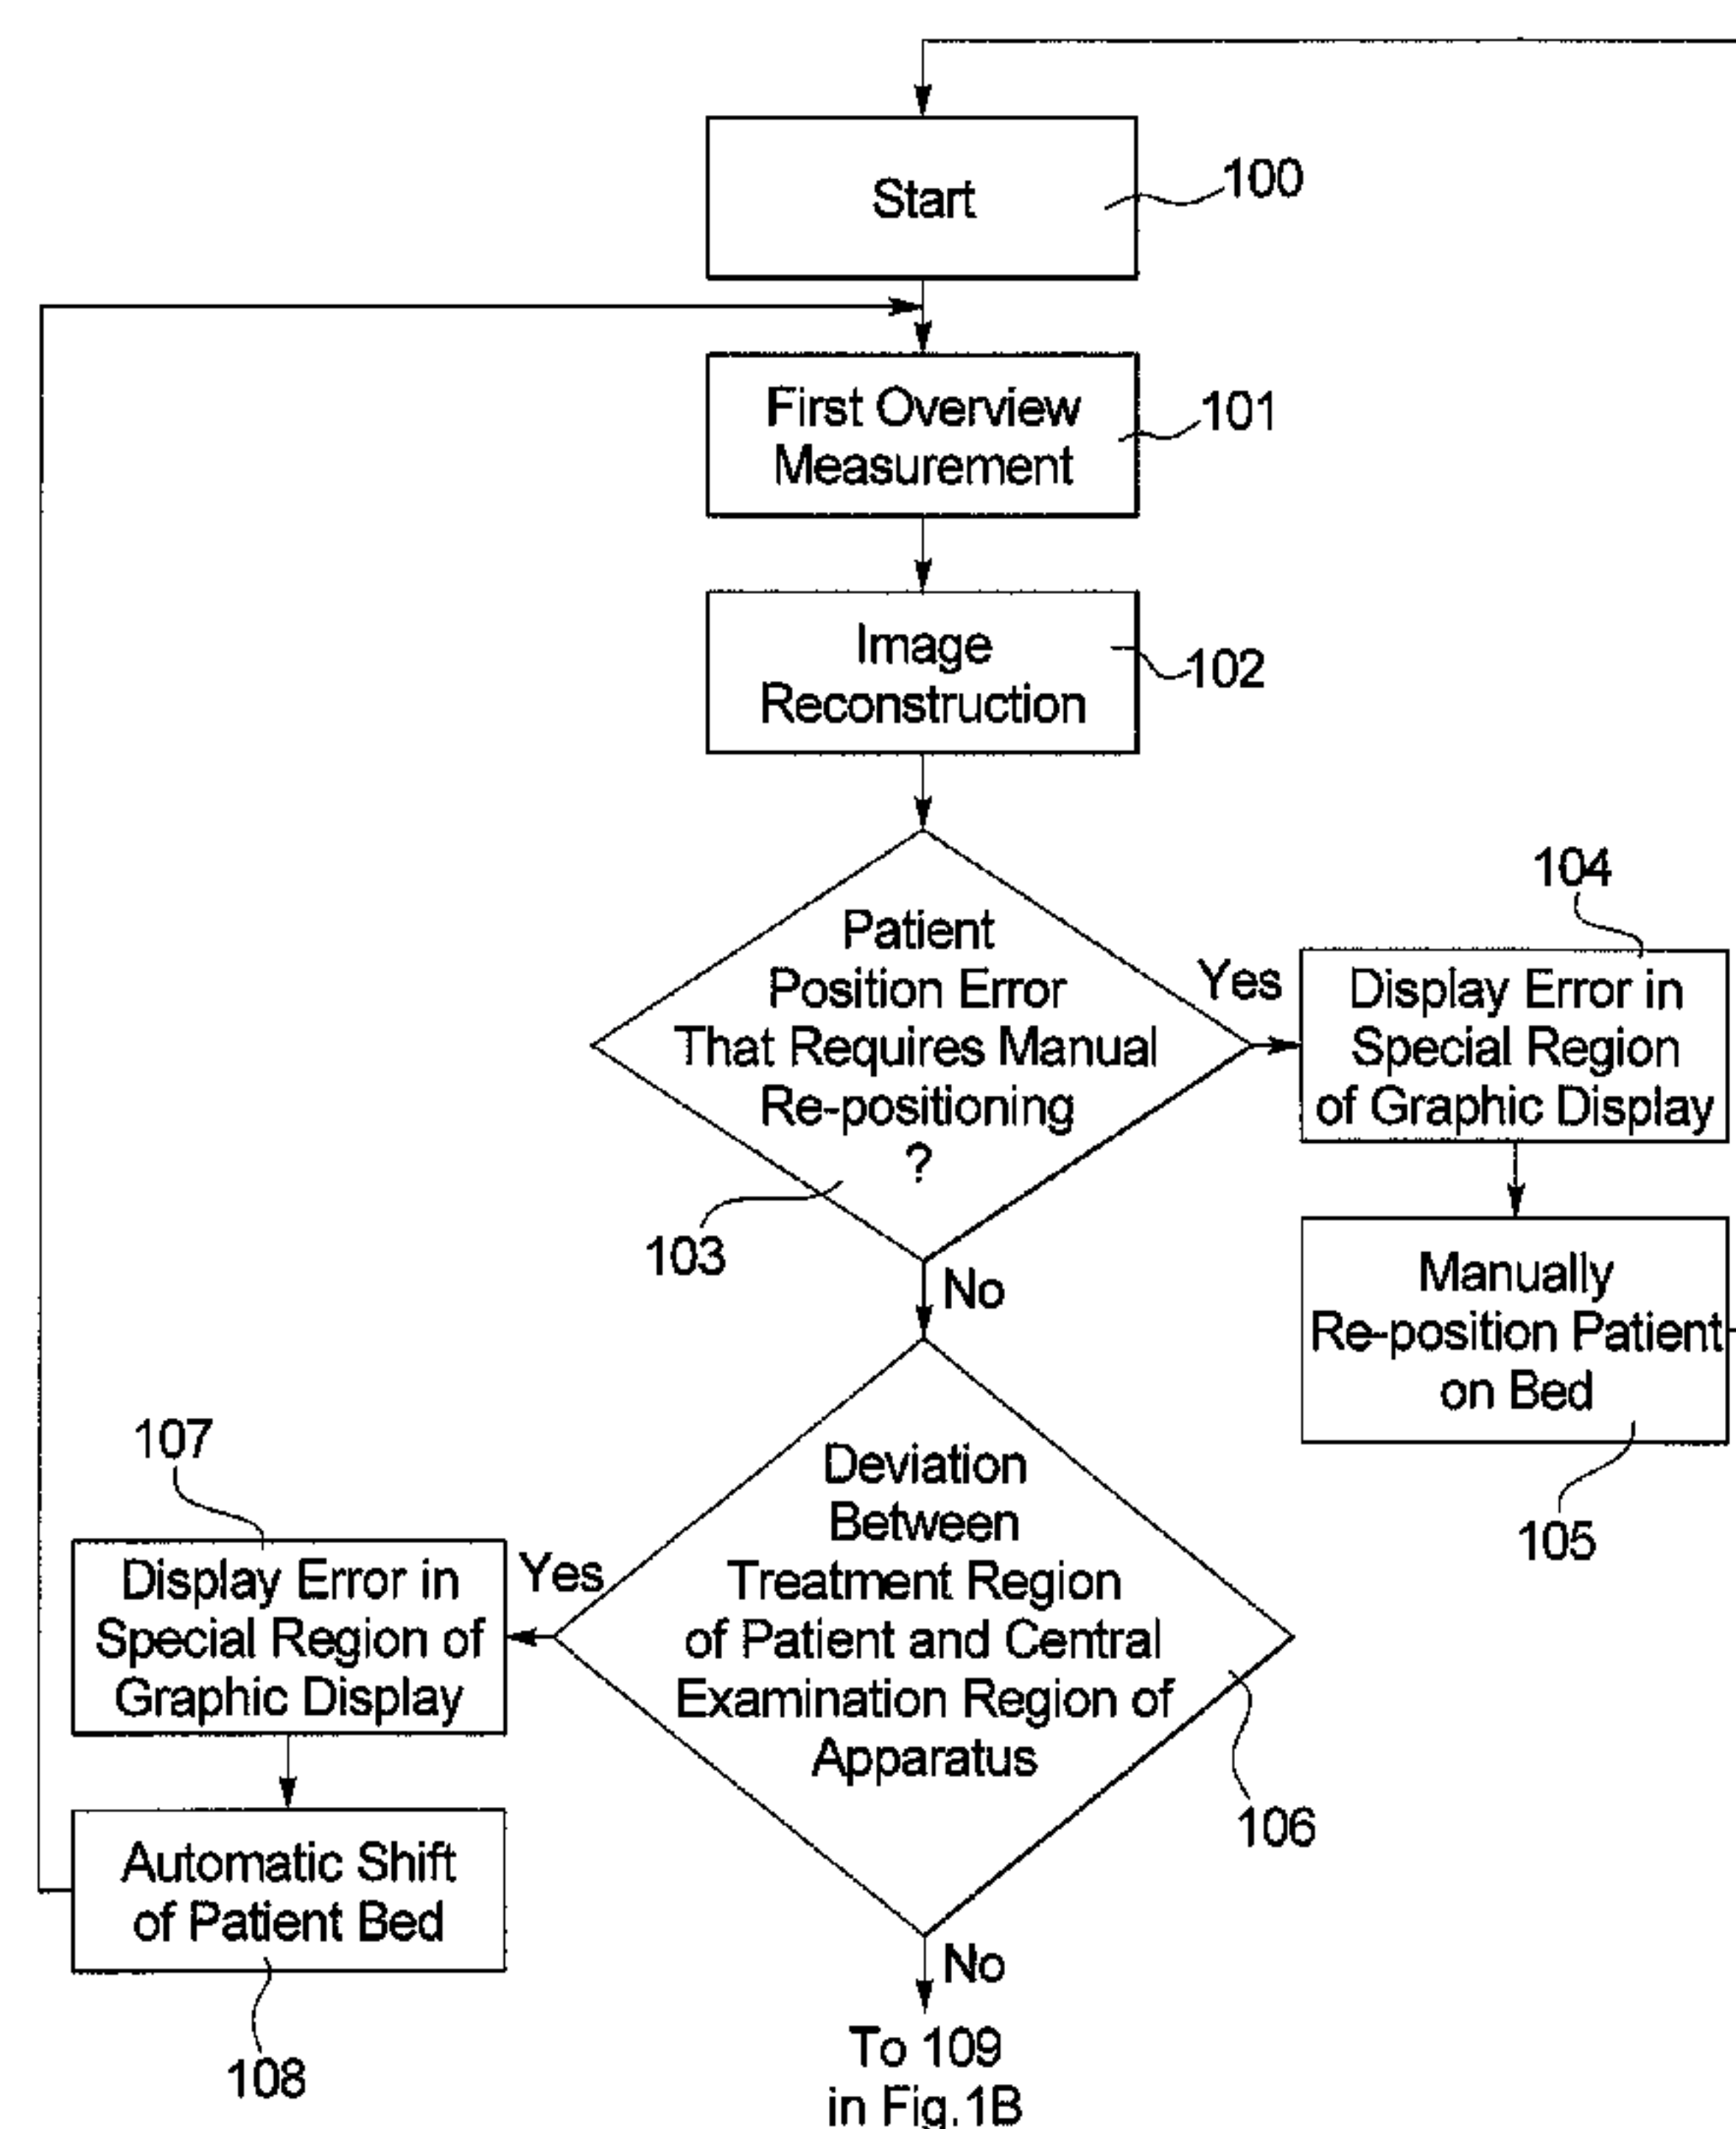 Start
100
First Overview
Measurement
101
Image
Reconstruction
102
Patient
Position Error
That Requires Manual
Re-positioning
?
103
Yes
104
Display Error in
Special Region
of Graphic Display
No
Manually
Re-position Patient
on Bed
105
Deviation
Between
Treatment Region
of Patient and Central
Examination Region of
Apparatus
106
Yes
107
Display Error in
Special Region of
Graphic Display
Automatic Shift
of Patient Bed
108
No
To 109
in Fig.1B